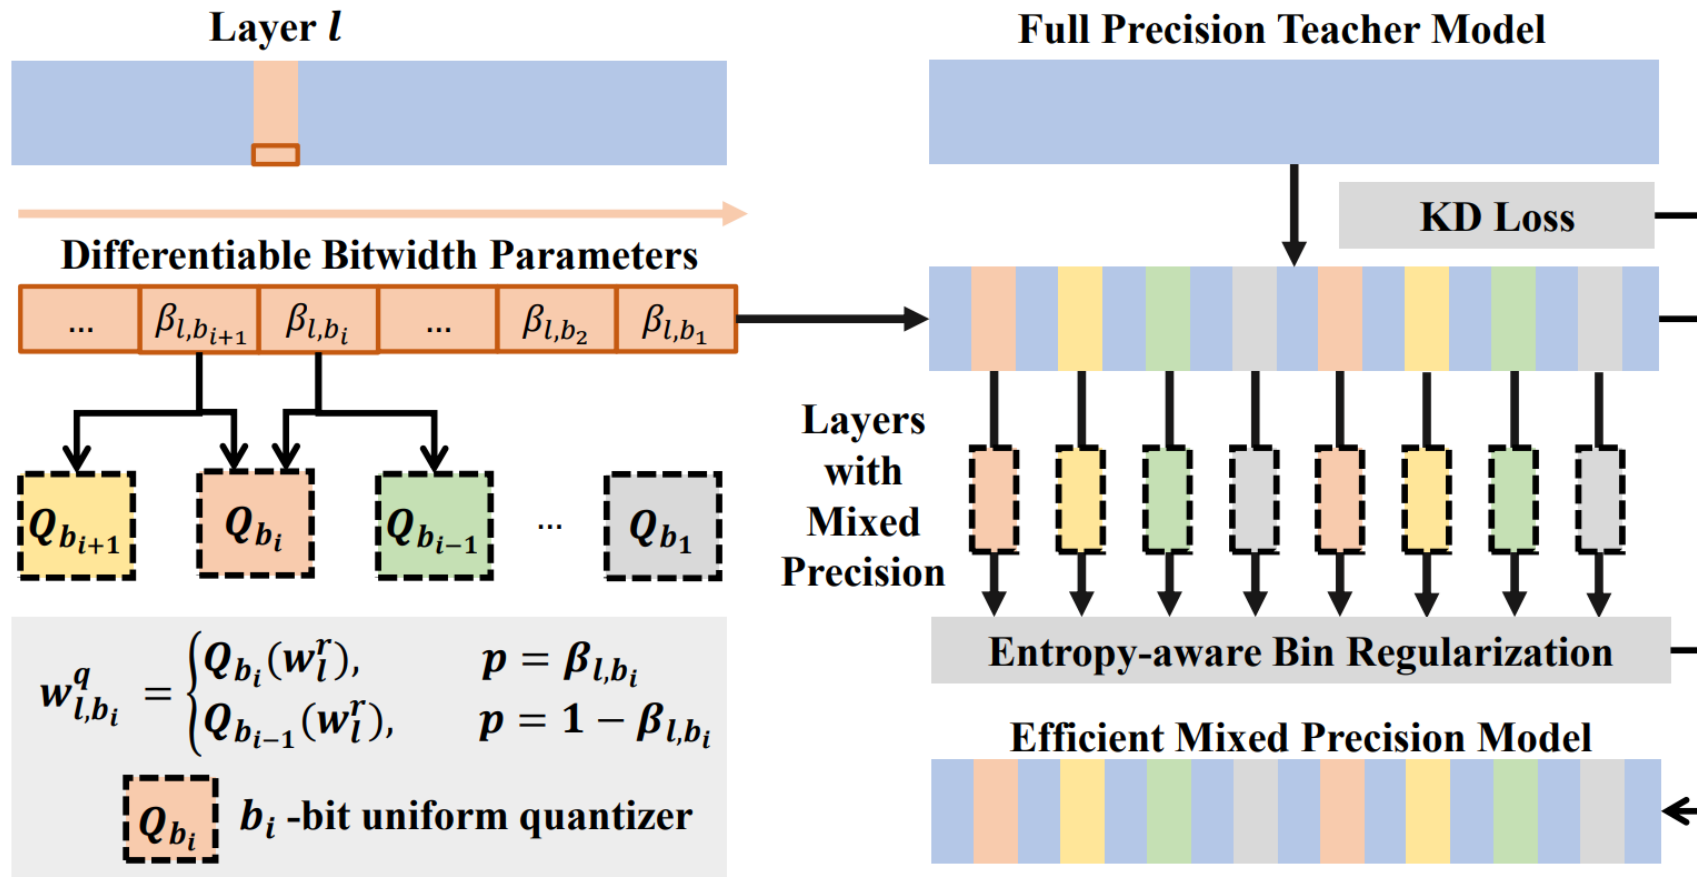 Layer l
Differentiable Bitwidth Parameters
... β_{l,b_{i+1}} β_{l,b_i} ... β_{l,b_2} β_{l,b_1}
Q_{b_{i+1}} Q_{b_i} Q_{b_{i-1}} ... Q_{b_1}
w^q_{l,b_i} = { Q_{b_i}(w^r_l), p = β_{l,b_i}
Q_{b_{i-1}}(w^r_l), p = 1 − β_{l,b_i}
Q_{b_i} b_i -bit uniform quantizer
Full Precision Teacher Model
KD Loss
Layers
with
Mixed
Precision
Entropy-aware Bin Regularization
Efficient Mixed Precision Model